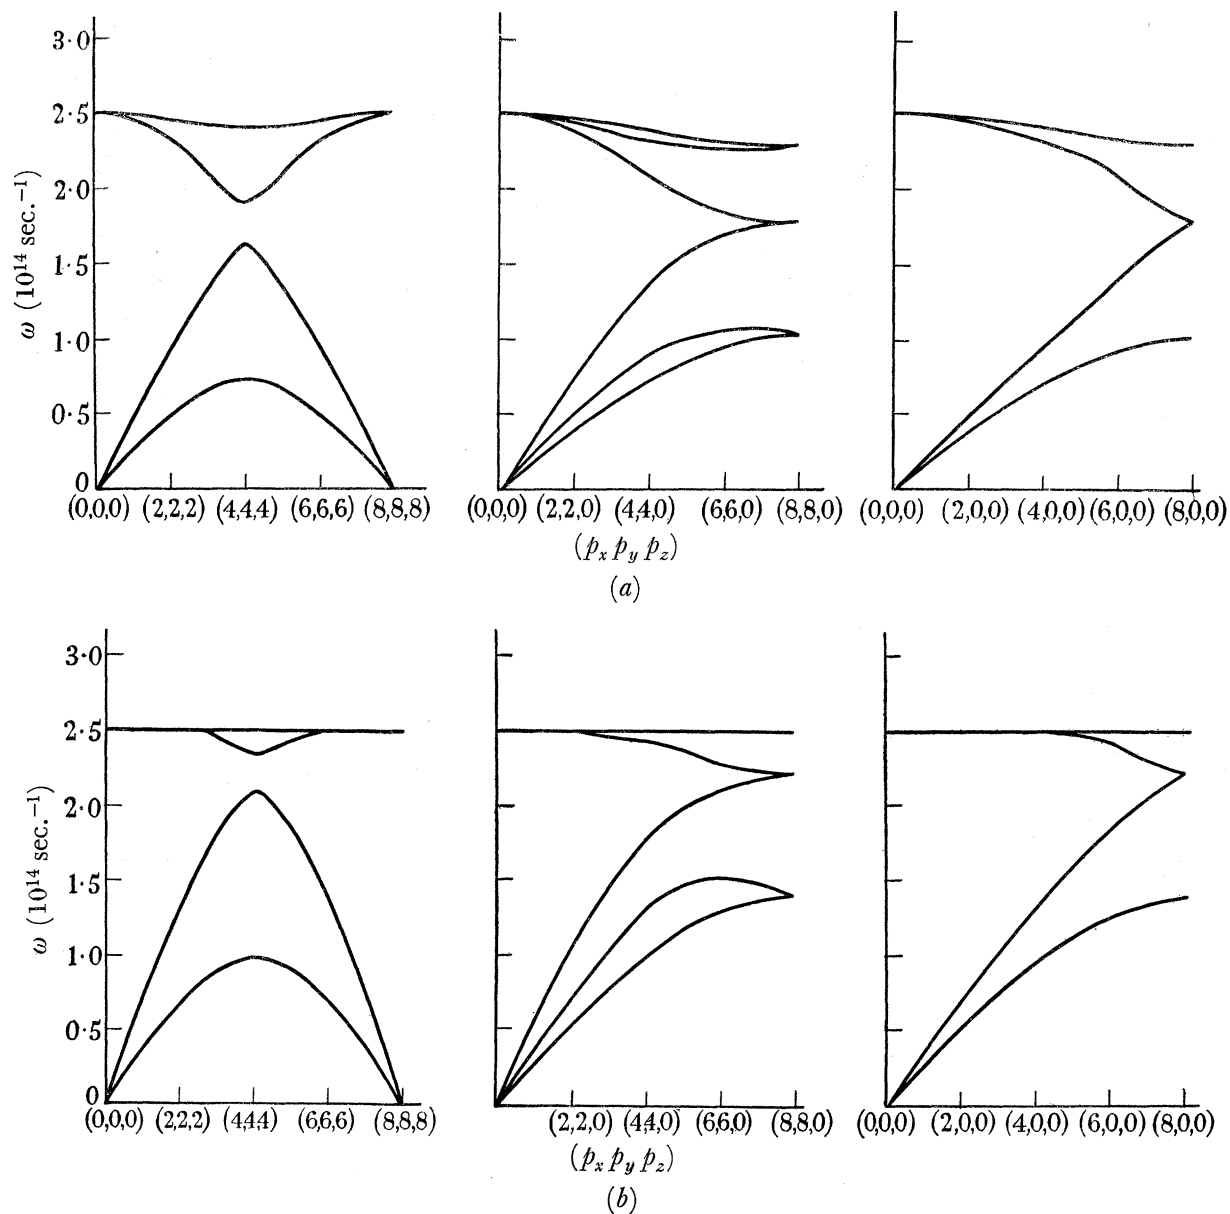 3·0
2·5
2·0
1·5
1·0
0·5
0
ω (10¹⁴ sec.⁻¹)
(0,0,0) (2,2,2) (4,4,4) (6,6,6) (8,8,8)
(0,0,0) (2,2,0) (4,4,0) (6,6,0) (8,8,0)
(0,0,0) (2,0,0) (4,0,0) (6,0,0) (8,0,0)
(pₓ p_y p_z)
(a)
3·0
2·5
2·0
1·5
1·0
0·5
0
ω (10¹⁴ sec.⁻¹)
(0,0,0) (2,2,2) (4,4,4) (6,6,6) (8,8,8)
(2,2,0) (4,4,0) (6,6,0) (8,8,0)
(0,0,0) (2,0,0) (4,0,0) (6,0,0) (8,0,0)
(pₓ p_y p_z)
(b)